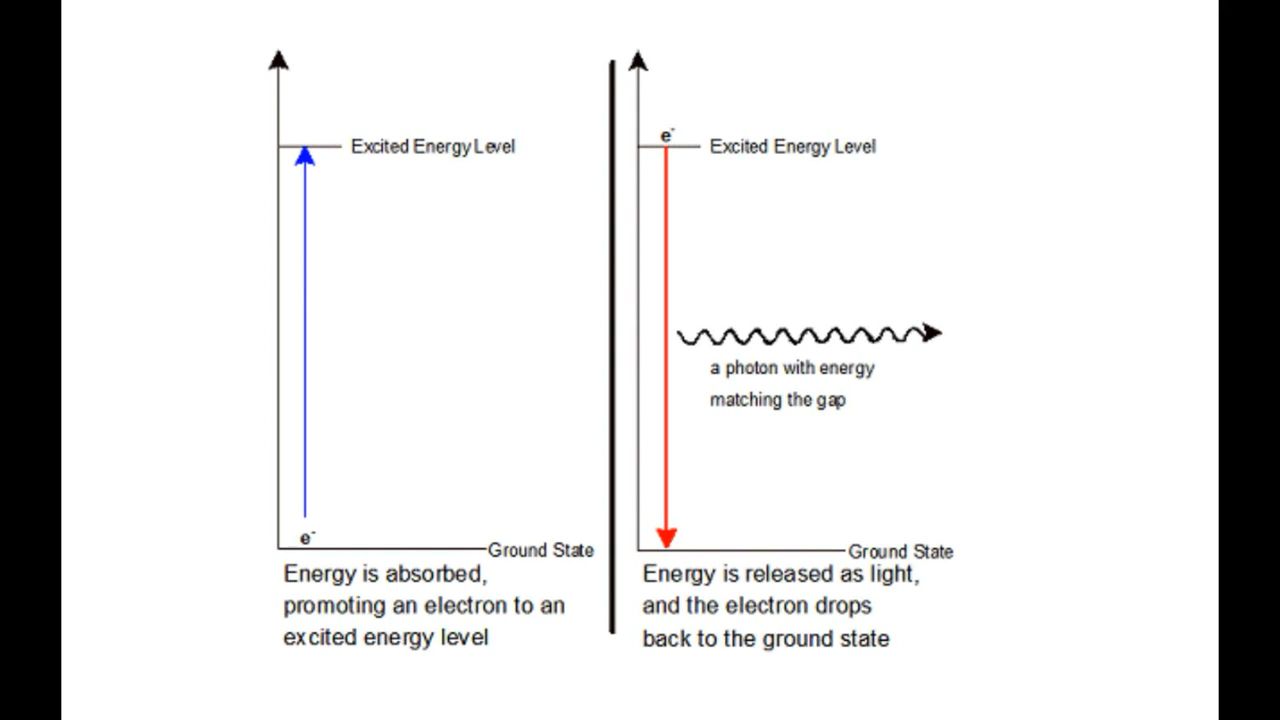 Excited Energy Level
e-
Ground State
Energy is absorbed,
promoting an electron to an
excited energy level
e-
Excited Energy Level
a photon with energy
matching the gap
Ground State
Energy is released as light,
and the electron drops
back to the ground state